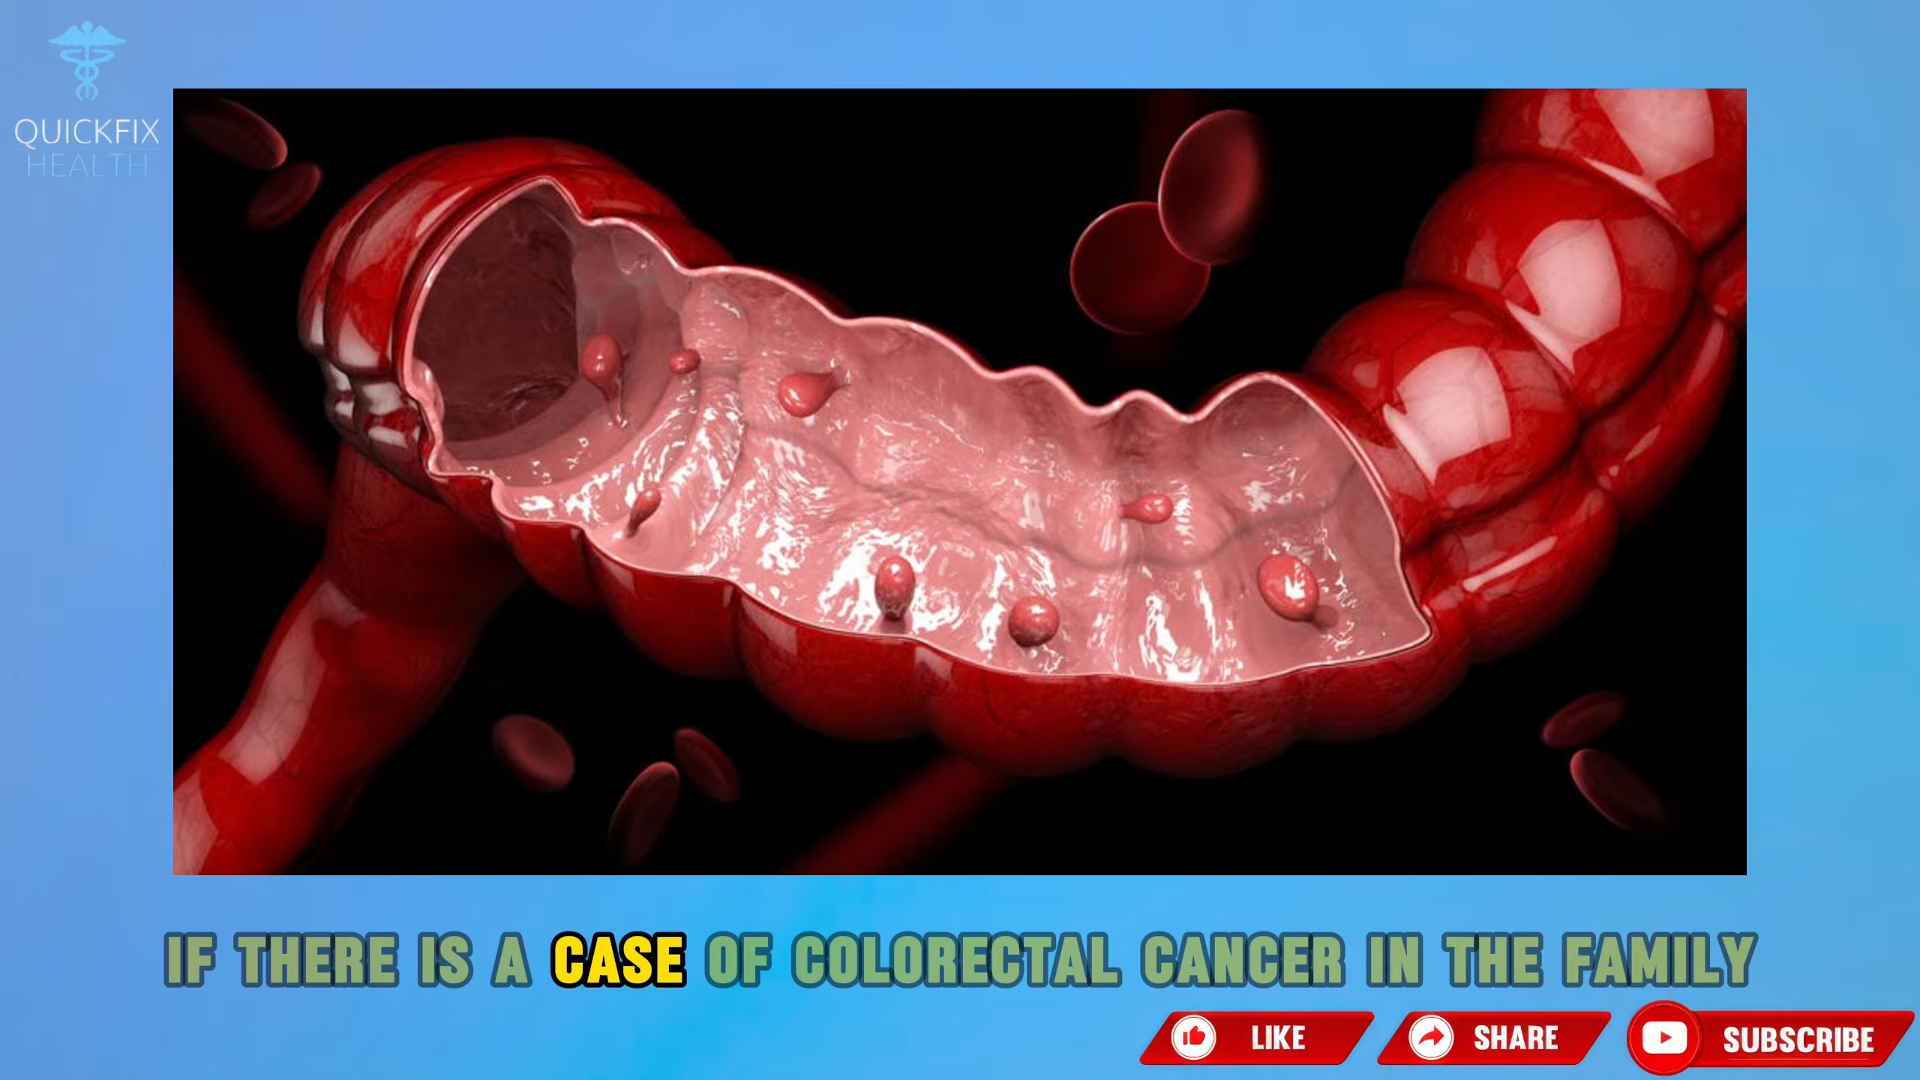 QUICKFIX
HEALTH
IF THERE IS A CASE OF COLORECTAL CANCER IN THE FAMILY
LIKE
SHARE
SUBSCRIBE